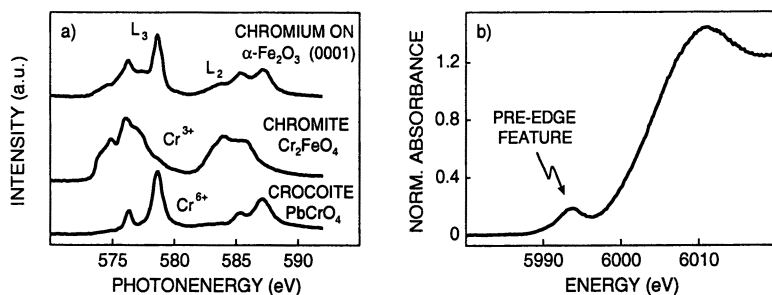 a)
L₃
L₂
CHROMIUM ON
α-Fe₂O₃ (0001)
Cr³⁺
CHROMITE
Cr₂FeO₄
Cr⁶⁺
CROCOITE
PbCrO₄
INTENSITY (a.u.)
575 580 585 590
PHOTONENERGY (eV)
b)
NORM. ABSORBANCE
1.2
0.8
0.4
0
PRE-EDGE
FEATURE
5990 6000 6010
ENERGY (eV)